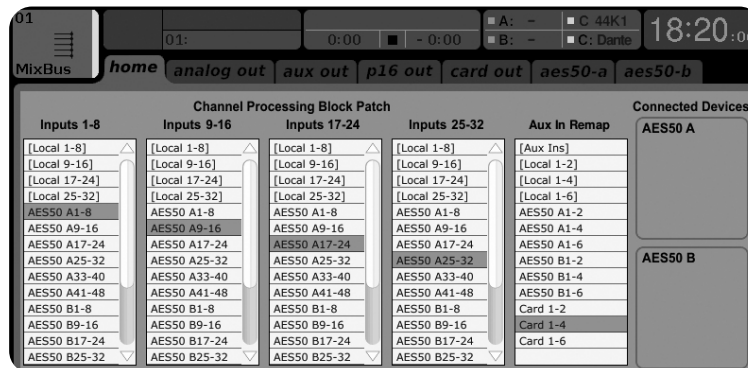 01
A: - C 44K1
01: 0:00 - 0:00 B: - C: Dante 18:20
MixBus
home analog out aux out p16 out card out aes50-a aes50-b
Channel Processing Block Patch Connected Devices
Inputs 1-8 Inputs 9-16 Inputs 17-24 Inputs 25-32 Aux In Remap AES50 A
[Local 1-8] [Local 1-8] [Local 1-8] [Local 1-8] [Aux Ins]
[Local 9-16] [Local 9-16] [Local 9-16] [Local 9-16] [Local 1-2]
[Local 17-24] [Local 17-24] [Local 17-24] [Local 17-24] [Local 1-4]
[Local 25-32] [Local 25-32] [Local 25-32] [Local 25-32] [Local 1-6]
AES50 A1-8 AES50 A1-8 AES50 A1-8 AES50 A1-8 AES50 A1-2
AES50 A9-16 AES50 A9-16 AES50 A9-16 AES50 A9-16 AES50 A1-4
AES50 A17-24 AES50 A17-24 AES50 A17-24 AES50 A17-24 AES50 A1-6
AES50 A25-32 AES50 A25-32 AES50 A25-32 AES50 A25-32 AES50 B1-2 AES50 B
AES50 A33-40 AES50 A33-40 AES50 A33-40 AES50 A33-40 AES50 B1-4
AES50 A41-48 AES50 A41-48 AES50 A41-48 AES50 A41-48 AES50 B1-6
AES50 B1-8 AES50 B1-8 AES50 B1-8 AES50 B1-8 Card 1-2
AES50 B9-16 AES50 B9-16 AES50 B9-16 AES50 B9-16 Card 1-4
AES50 B17-24 AES50 B17-24 AES50 B17-24 AES50 B17-24 Card 1-6
AES50 B25-32 AES50 B25-32 AES50 B25-32 AES50 B25-32